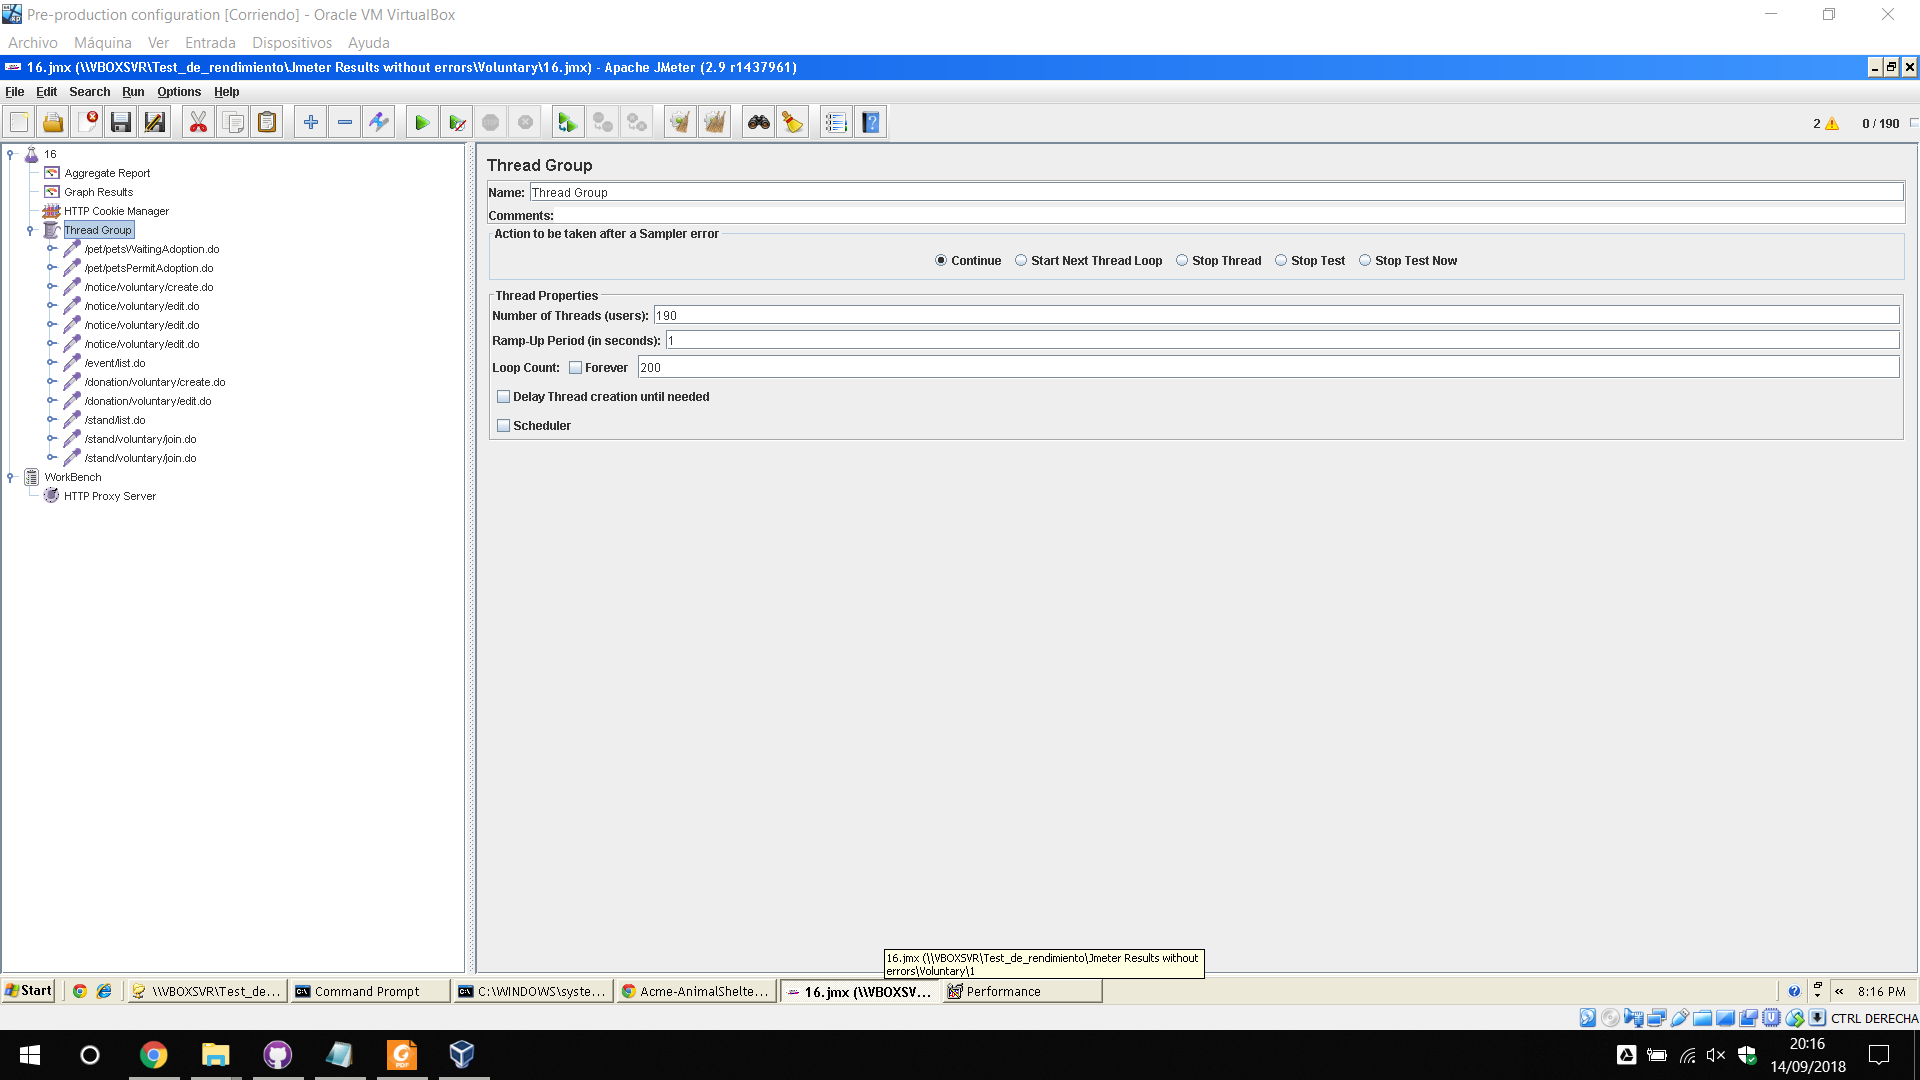 Pre-production configuration [Corriendo] - Oracle VM VirtualBox
Archivo Máquina Ver Entrada Dispositivos Ayuda
16.jmx (\\VBOXSVR\Test_de_rendimiento\Jmeter Results without errors\Voluntary\16.jmx) - Apache JMeter (2.9 r1437961)
File Edit Search Run Options Help
2 0 / 190
16
Aggregate Report
Graph Results
HTTP Cookie Manager
Thread Group
/pet/petsWaitingAdoption.do
/pet/petsPermitAdoption.do
/notice/voluntary/create.do
/notice/voluntary/edit.do
/notice/voluntary/edit.do
/notice/voluntary/edit.do
/event/list.do
/donation/voluntary/create.do
/donation/voluntary/edit.do
/stand/list.do
/stand/voluntary/join.do
/stand/voluntary/join.do
WorkBench
HTTP Proxy Server
Thread Group
Name: Thread Group
Comments:
Action to be taken after a Sampler error
Continue Start Next Thread Loop Stop Thread Stop Test Stop Test Now
Thread Properties
Number of Threads (users): 190
Ramp-Up Period (in seconds): 1
Loop Count: Forever 200
Delay Thread creation until needed
Scheduler
16.jmx (\\VBOXSVR\Test_de_rendimiento\Jmeter Results without
errors\Voluntary\1
Start \\VBOXSVR\Test_de... Command Prompt C:\WINDOWS\syste... Acme-AnimalShelte... 16.jmx (\\VBOXSV... Performance 8:16 PM
CTRL DERECHA
20:16
14/09/2018